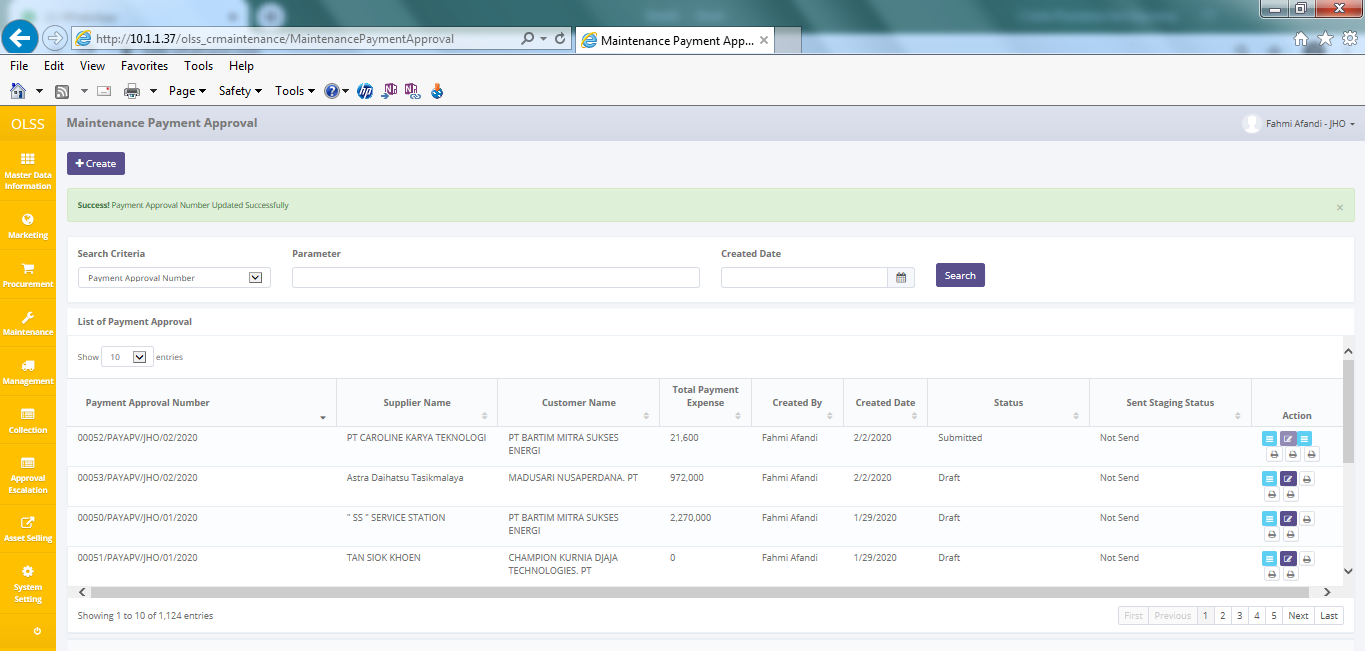 http://10.1.1.37/olss_crmaintenance/MaintenancePaymentApproval
Maintenance Payment App...
File Edit View Favorites Tools Help
Page Safety Tools
OLSS
Maintenance Payment Approval
Fahmi Afandi - JHO
Master Data
Information
Marketing
Procurement
Maintenance
Management
Collection
Approval
Escalation
Asset Selling
System
Setting
+ Create
Success! Payment Approval Number Updated Successfully
×
Search Criteria Parameter Created Date
Payment Approval Number
Search
List of Payment Approval
Show 10 entries
Payment Approval Number Supplier Name Customer Name Total Payment Expense Created By Created Date Status Sent Staging Status Action
00052/PAYAPV/JHO/02/2020 PT CAROLINE KARYA TEKNOLOGI PT BARTIM MITRA SUKSES ENERGI 21,600 Fahmi Afandi 2/2/2020 Submitted Not Send
00053/PAYAPV/JHO/02/2020 Astra Daihatsu Tasikmalaya MADUSARI NUSAPERDANA. PT 972,000 Fahmi Afandi 2/2/2020 Draft Not Send
00050/PAYAPV/JHO/01/2020 " SS " SERVICE STATION PT BARTIM MITRA SUKSES ENERGI 2,270,000 Fahmi Afandi 1/29/2020 Draft Not Send
00051/PAYAPV/JHO/01/2020 TAN SIOK KHOEN CHAMPION KURNIA DJAJA TECHNOLOGIES. PT 0 Fahmi Afandi 1/29/2020 Draft Not Send
Showing 1 to 10 of 1,124 entries
First Previous 1 2 3 4 5 Next Last